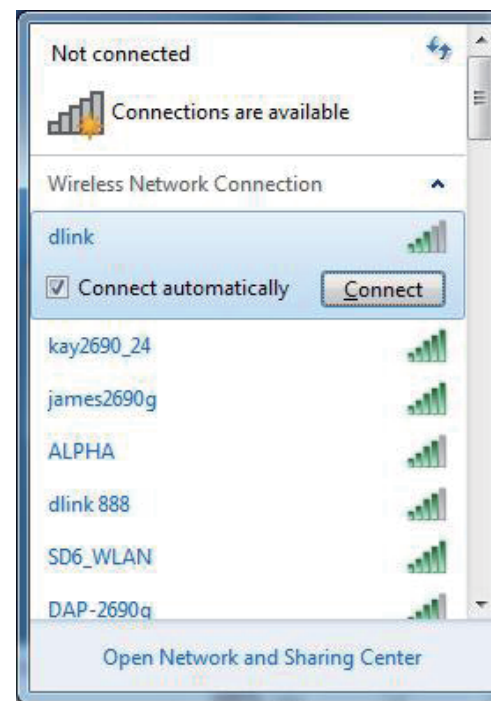 Not connected
Connections are available
Wireless Network Connection
dlink
Connect automatically Connect
kay2690_24
james2690g
ALPHA
dlink 888
SD6_WLAN
DAP-2690g
Open Network and Sharing Center